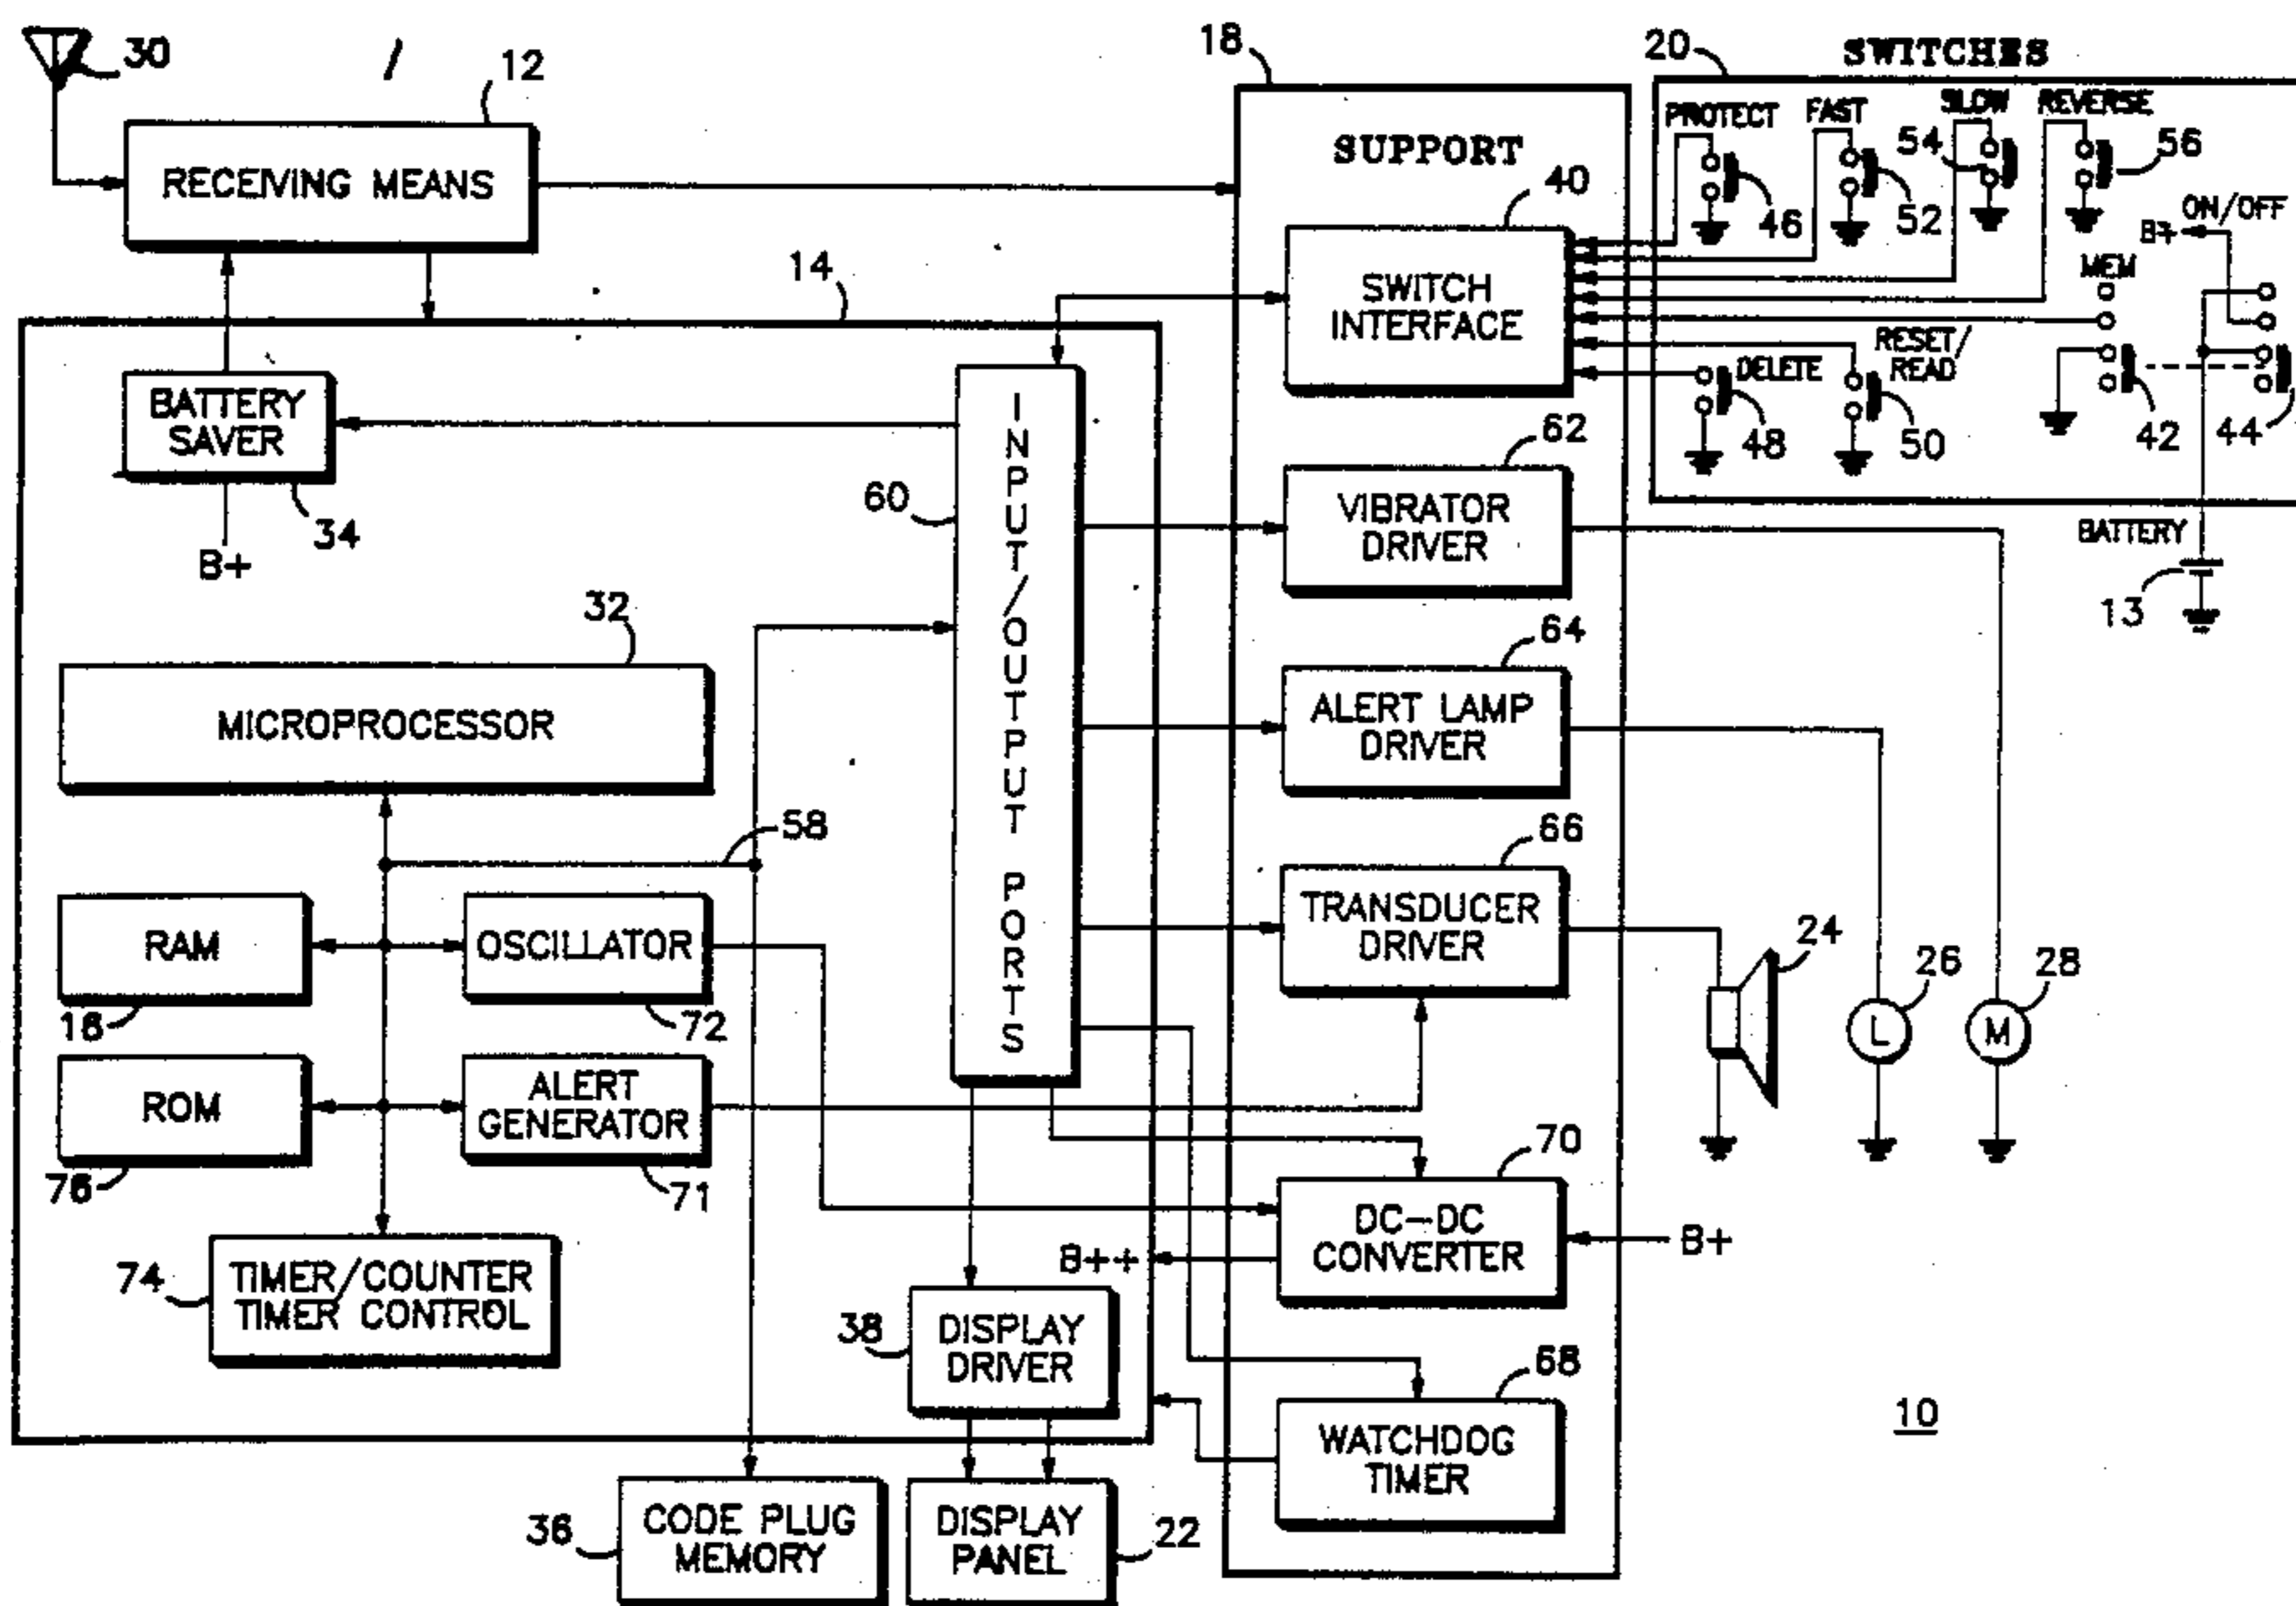 30
12
18
20
SWITCHES
RECEIVING MEANS
SUPPORT
PROTECT
FAST
SLOW
REVERSE
46
52
54
56
40
SWITCH
INTERFACE
ON/OFF
B+
MEM
RESET/
READ
DELETE
48
50
42
44
14
BATTERY
SAVER
34
B+
60
INPUT/OUTPUT PORTS
62
VIBRATOR
DRIVER
BATTERY
13
32
MICROPROCESSOR
64
ALERT LAMP
DRIVER
58
66
TRANSDUCER
DRIVER
24
26
L
28
M
RAM
16
OSCILLATOR
72
ROM
76
ALERT
GENERATOR
71
70
DC-DC
CONVERTER
B+
B++
74
TIMER/COUNTER
TIMER CONTROL
38
DISPLAY
DRIVER
68
WATCHDOG
TIMER
10
36
CODE PLUG
MEMORY
DISPLAY
PANEL
22